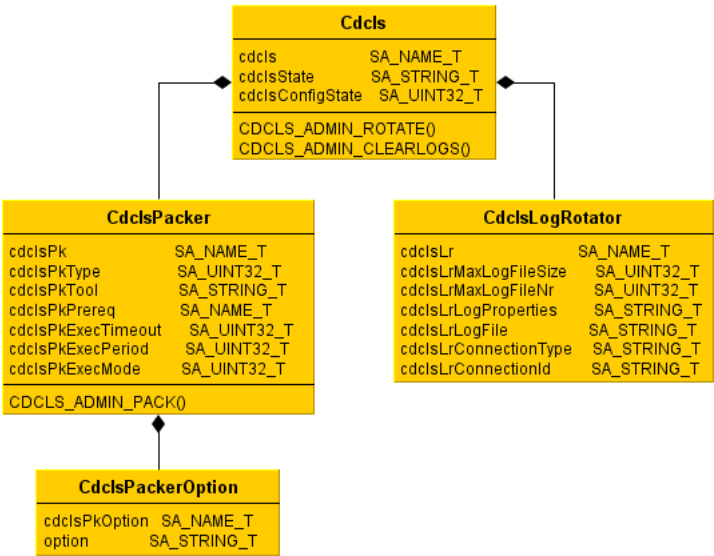 Cdcls
cdcls SA_NAME_T
cdclsState SA_STRING_T
cdclsConfigState SA_UINT32_T
CDCLS_ADMIN_ROTATE()
CDCLS_ADMIN_CLEARLOGS()
CdclsPacker
cdclsPk SA_NAME_T
cdclsPkType SA_UINT32_T
cdclsPkTool SA_STRING_T
cdclsPkPrereq SA_NAME_T
cdclsPkExecTimeout SA_UINT32_T
cdclsPkExecPeriod SA_UINT32_T
cdclsPkExecMode SA_UINT32_T
CDCLS_ADMIN_PACK()
CdclsLogRotator
cdclsLr SA_NAME_T
cdclsLrMaxLogFileSize SA_UINT32_T
cdclsLrMaxLogFileNr SA_UINT32_T
cdclsLrLogProperties SA_STRING_T
cdclsLrLogFile SA_STRING_T
cdclsLrConnectionType SA_STRING_T
cdclsLrConnectionId SA_STRING_T
CdclsPackerOption
cdclsPkOption SA_NAME_T
option SA_STRING_T